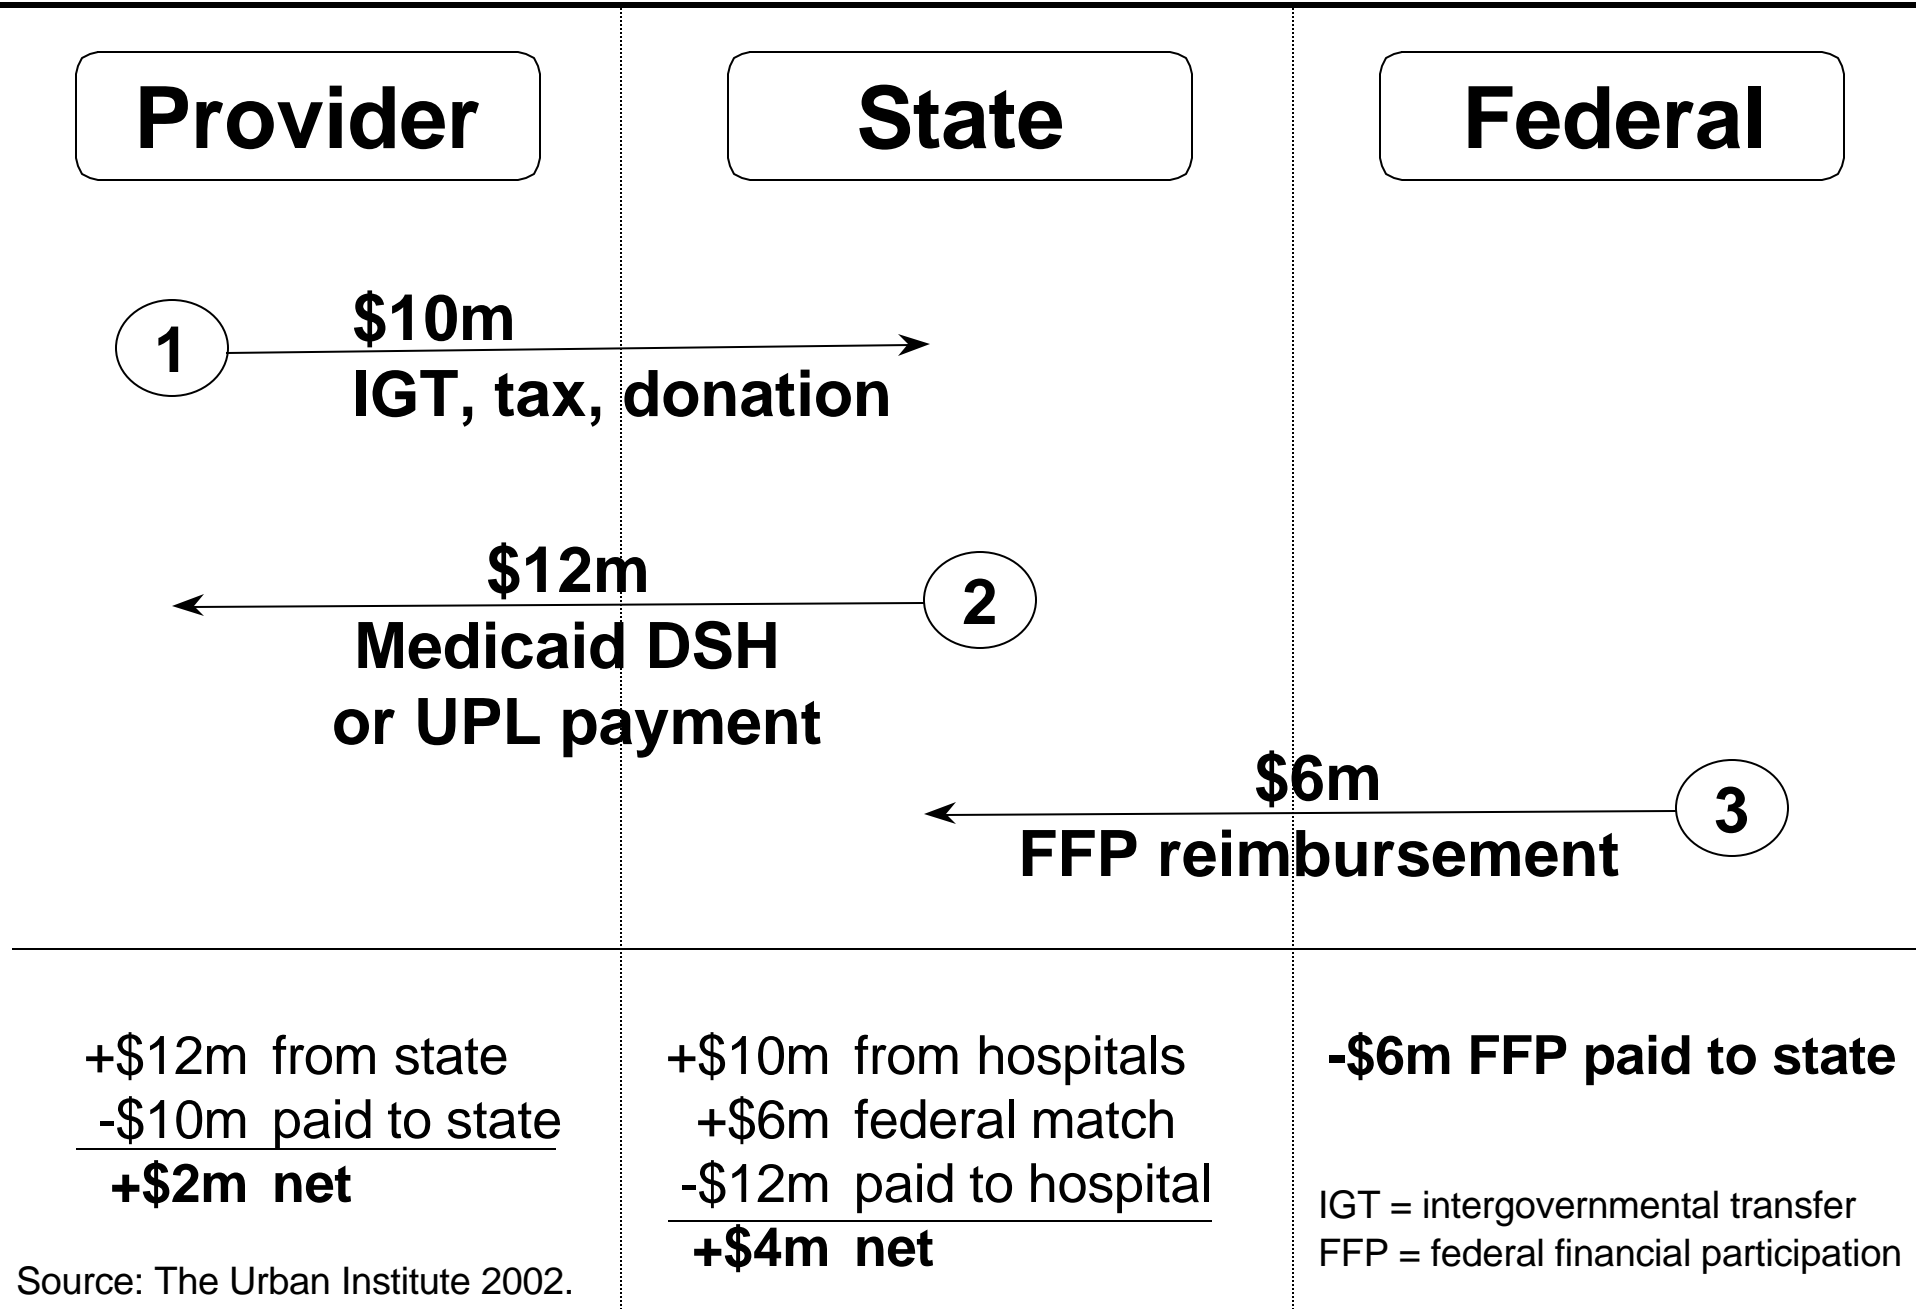 Provider
State
Federal
1
$10m
IGT, tax, donation
$12m
2
Medicaid DSH
or UPL payment
$6m
3
FFP reimbursement
+$12m from state
-$10m paid to state
+$2m net
+$10m from hospitals
+$6m federal match
-$12m paid to hospital
+$4m net
-$6m FFP paid to state
IGT = intergovernmental transfer
FFP = federal financial participation
Source: The Urban Institute 2002.